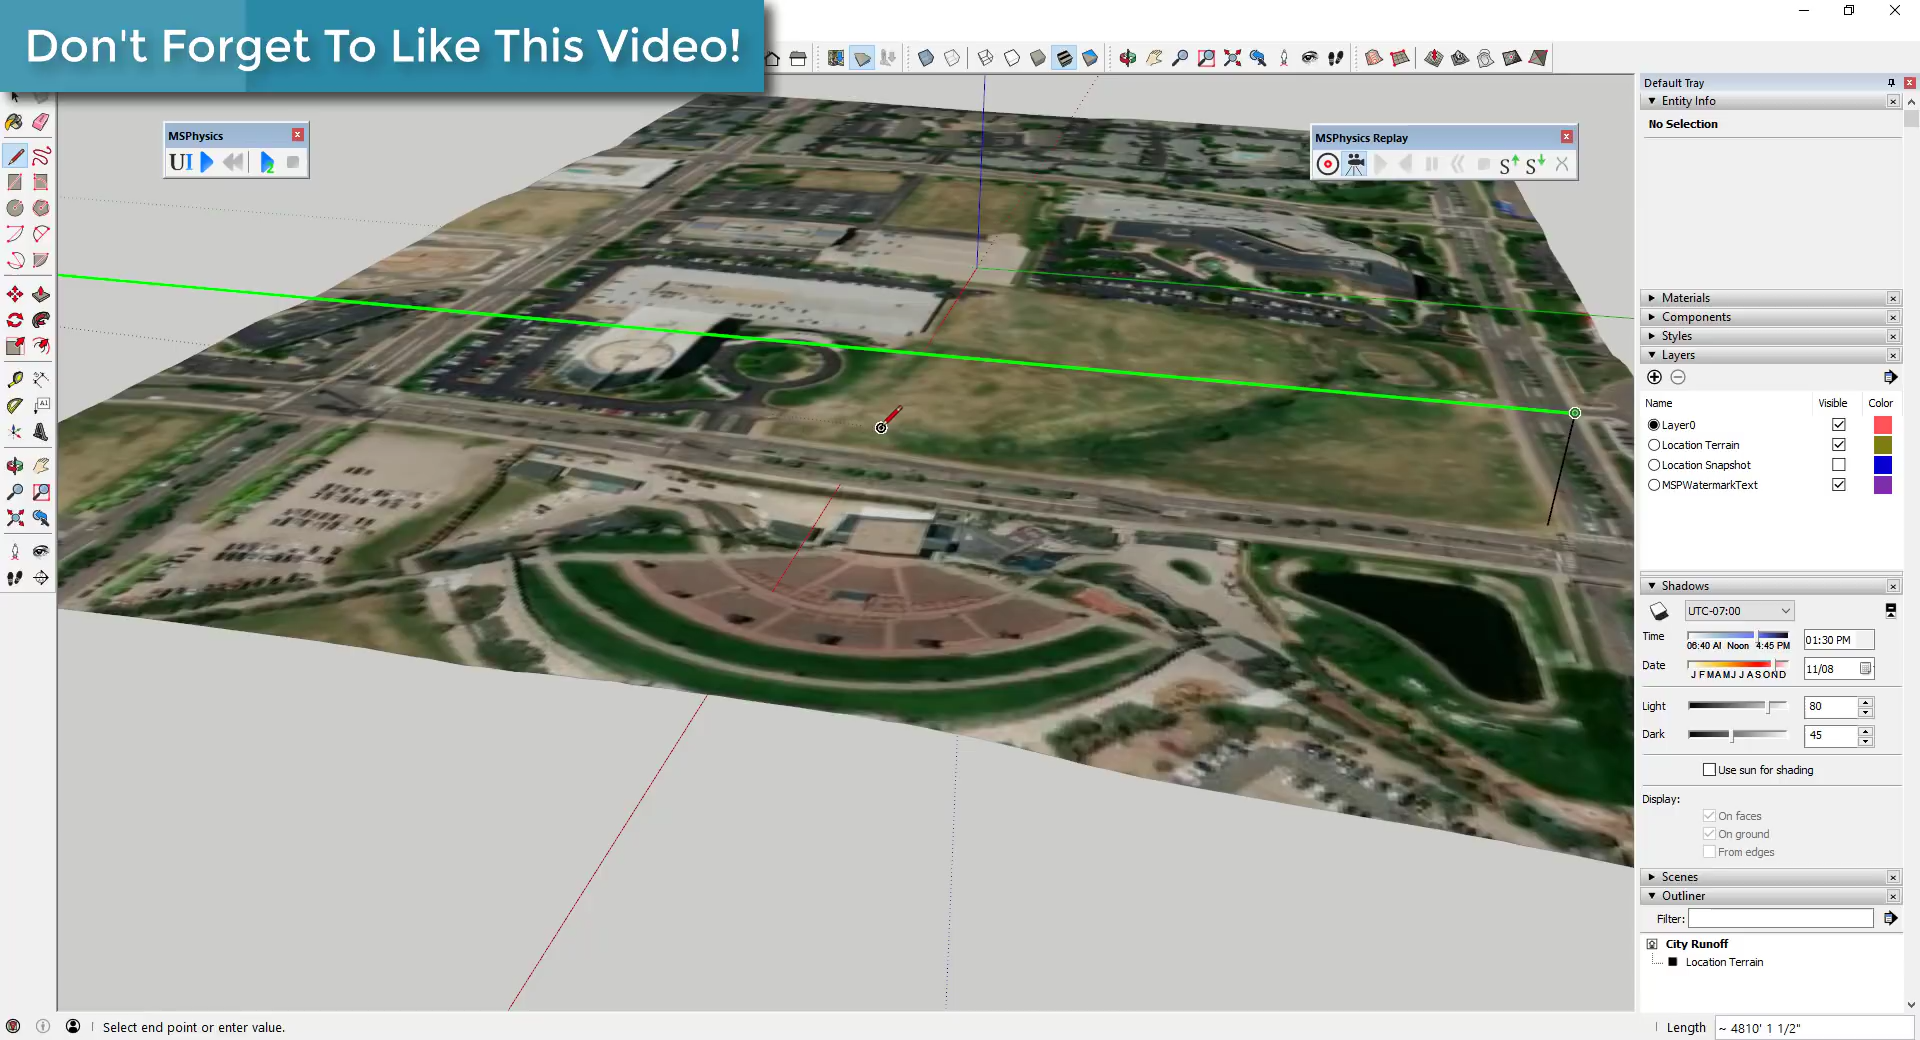 Don't Forget To Like This Video!
Default Tray
Entity Info
No Selection
MSPhysics
UI
2
MSPhysics Replay
S
S
Materials
Components
Styles
Layers
Name Visible Color
Layer0
Location Terrain
Location Snapshot
MSPWatermarkText
Shadows
UTC-07:00
Time 06:40 AI Noon 4:45 PM 01:30 PM
Date J F M A M J J A S O N D 11/08
Light 80
Dark 45
Use sun for shading
Display:
On faces
On ground
From edges
Scenes
Outliner
Filter:
City Runoff
Location Terrain
Select end point or enter value.
Length ~ 4810' 1 1/2"